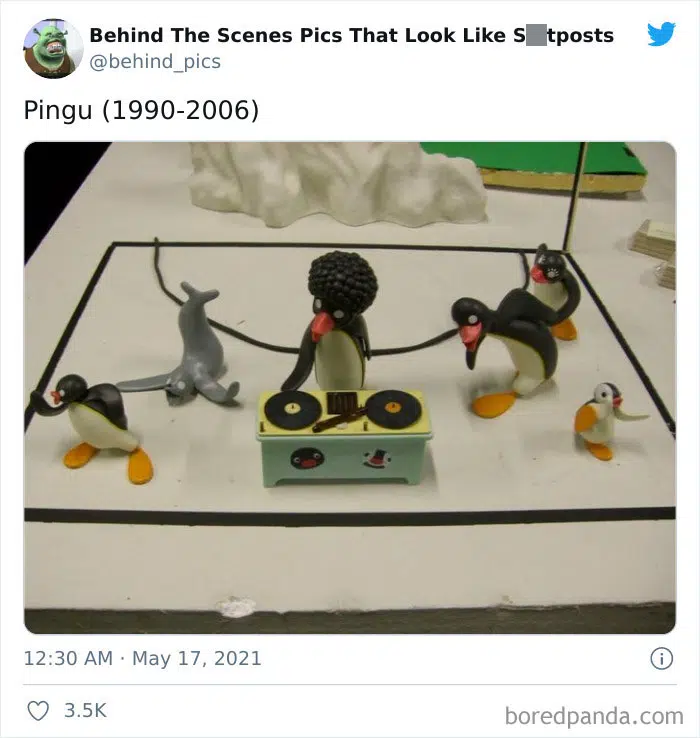 Behind The Scenes Pics That Look Like S tposts
@behind_pics
Pingu (1990-2006)
12:30 AM · May 17, 2021
3.5K
boredpanda.com